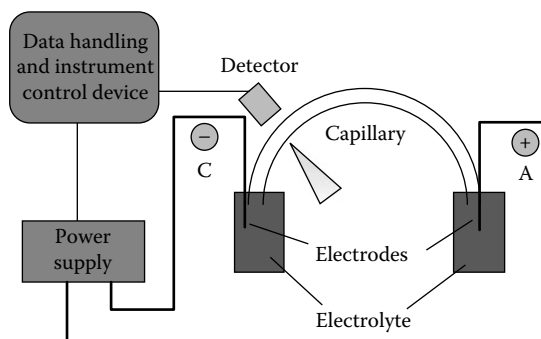 Data handling
and instrument
control device
Detector
Capillary
−
C
+
A
Power
supply
Electrodes
Electrolyte